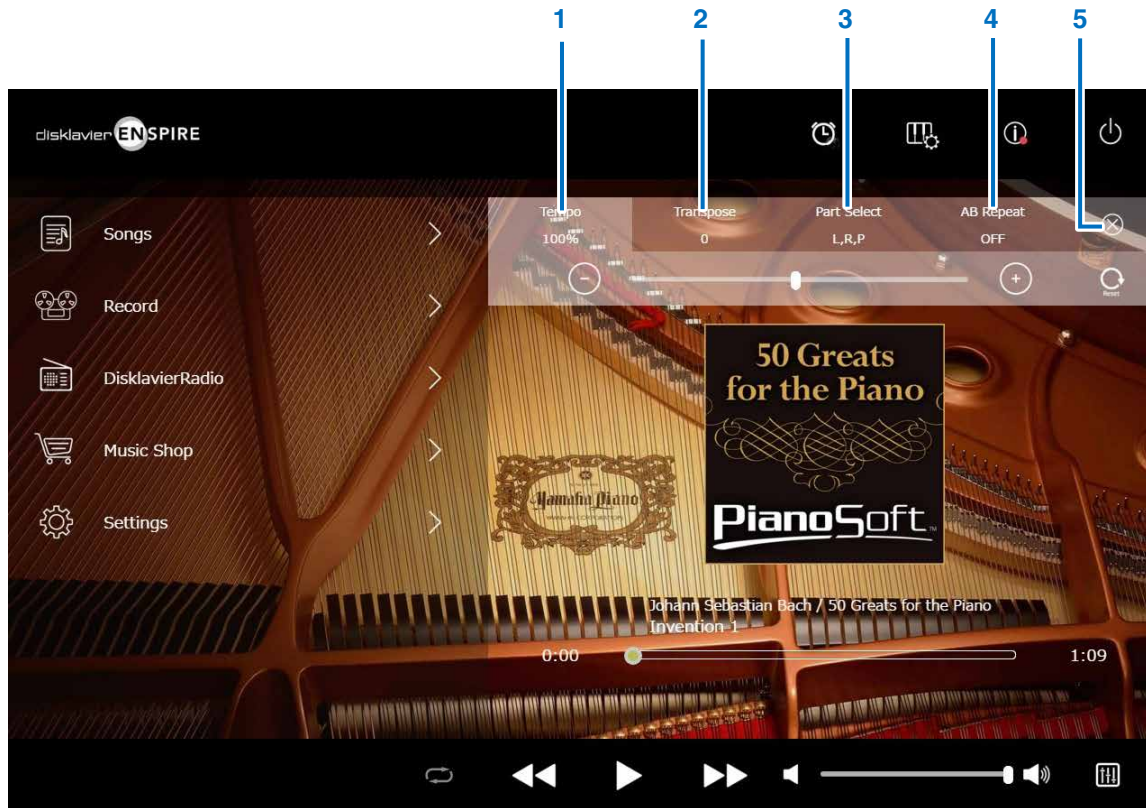 1 2 3 4 5
disklavier ENSPIRE
Tempo Transpose Part Select AB Repeat
100% 0 L,R,P OFF
Reset
Songs
Record
DisklavierRadio
Music Shop
Settings
50 Greats
for the Piano
Yamaha Piano
PianoSoft™
Johann Sebastian Bach / 50 Greats for the Piano
Invention 1
0:00 1:09